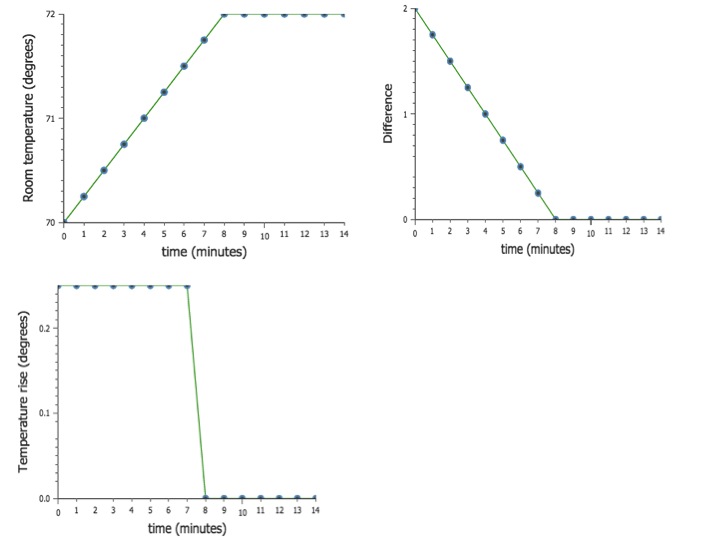 Room temperature (degrees)
72
71
70
0 1 2 3 4 5 6 7 8 9 10 11 12 13 14
time (minutes)
Difference
2
1
0
0 1 2 3 4 5 6 7 8 9 10 11 12 13 14
time (minutes)
Temperature rise (degrees)
0.2
0.1
0.0
0 1 2 3 4 5 6 7 8 9 10 11 12 13 14
time (minutes)